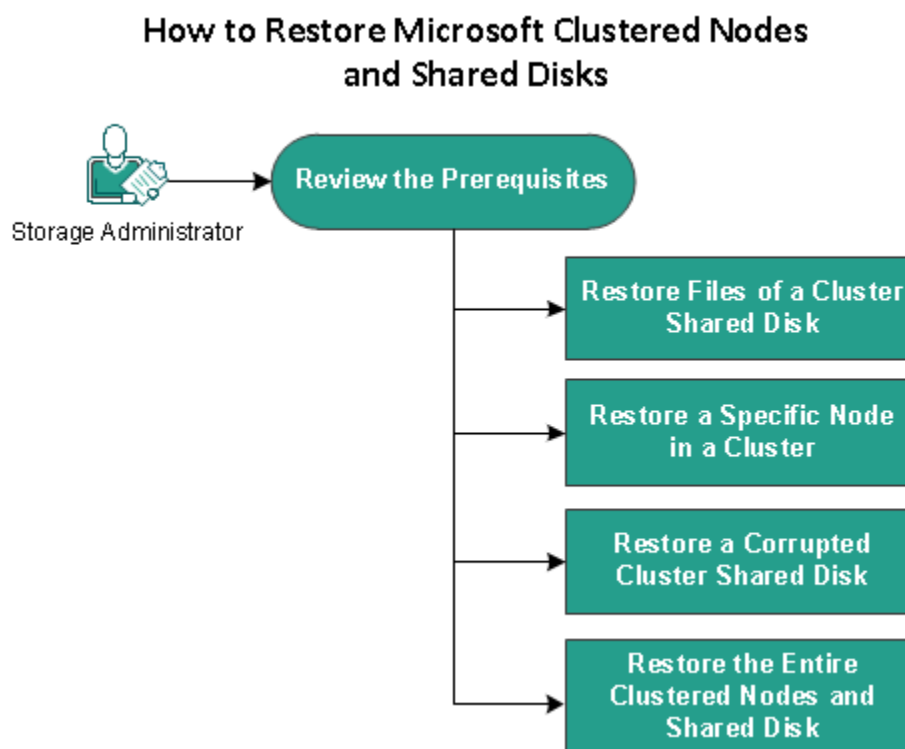 How to Restore Microsoft Clustered Nodes
and Shared Disks
Storage Administrator
Review the Prerequisites
Restore Files of a Cluster
Shared Disk
Restore a Specific Node
in a Cluster
Restore a Corrupted
Cluster Shared Disk
Restore the Entire
Clustered Nodes and
Shared Disk